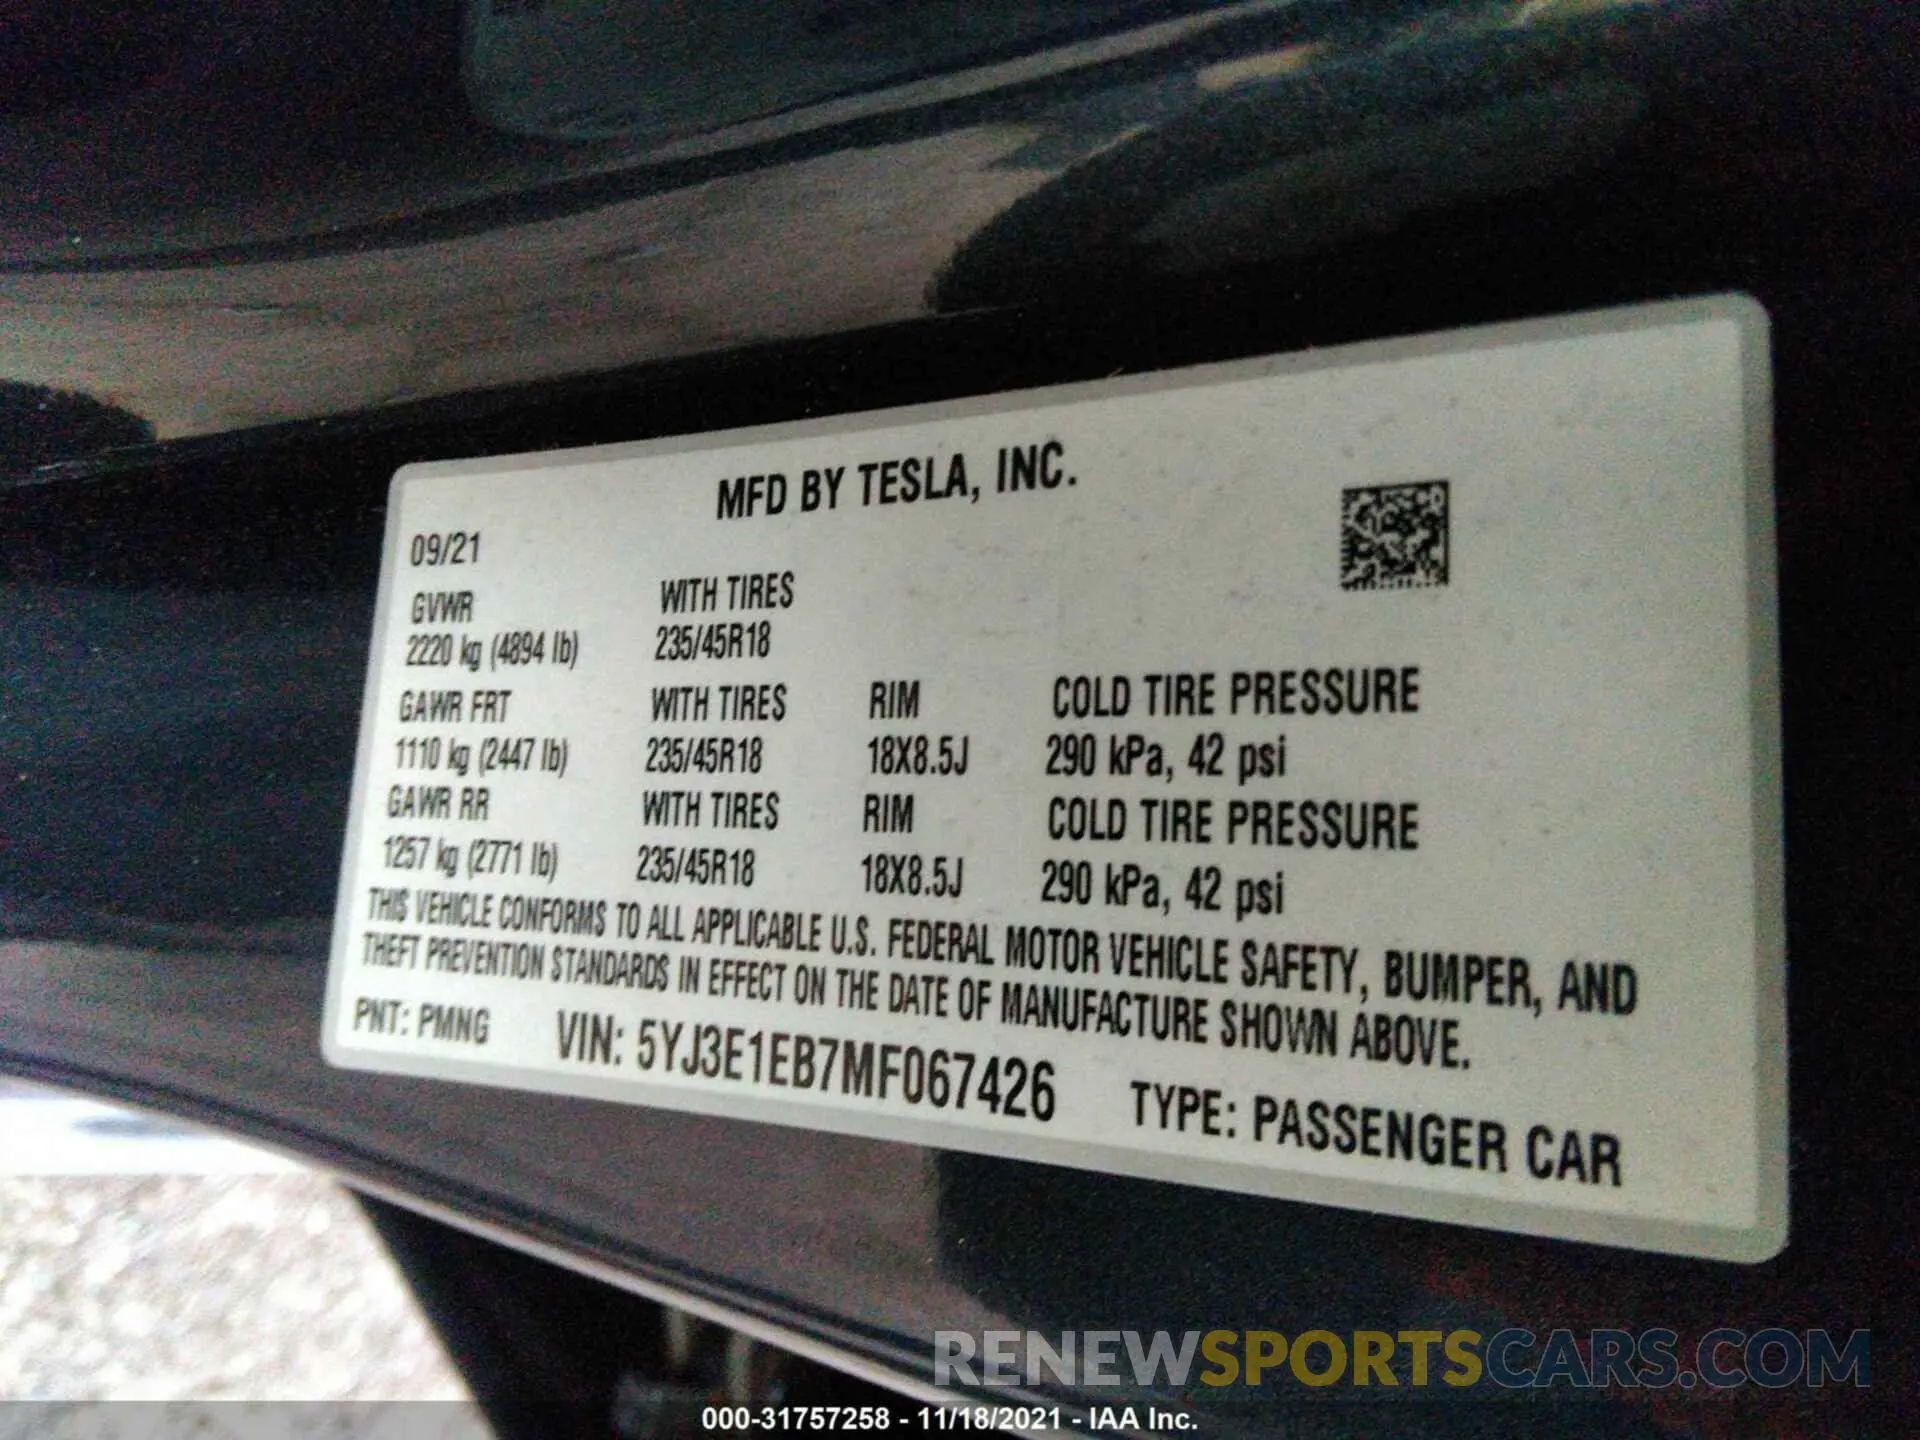 MFD BY TESLA, INC.
09/21
GVWR WITH TIRES
2220 kg (4894 lb) 235/45R18
GAWR FRT WITH TIRES RIM COLD TIRE PRESSURE
1110 kg (2447 lb) 235/45R18 18X8.5J 290 kPa, 42 psi
GAWR RR WITH TIRES RIM COLD TIRE PRESSURE
1257 kg (2771 lb) 235/45R18 18X8.5J 290 kPa, 42 psi
THIS VEHICLE CONFORMS TO ALL APPLICABLE U.S. FEDERAL MOTOR VEHICLE SAFETY, BUMPER, AND
THEFT PREVENTION STANDARDS IN EFFECT ON THE DATE OF MANUFACTURE SHOWN ABOVE.
PNT: PMNG VIN: 5YJ3E1EB7MF067426 TYPE: PASSENGER CAR
RENEWSPORTSCARS.COM
000-31757258 - 11/18/2021 - IAA Inc.